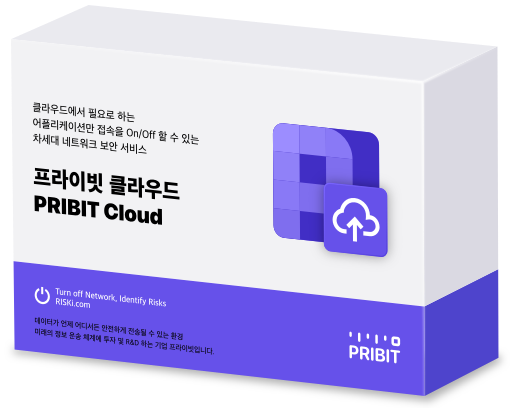 클라우드에서 필요로 하는
어플리케이션만 접속을 On/Off 할 수 있는
차세대 네트워크 보안 서비스
프라이빗 클라우드
PRIBIT Cloud
Turn off Network, Identify Risks
RISKi.com
데이터가 언제 어디서든 안전하게 전송될 수 있는 환경
미래의 정보 운송 체계에 투자 및 R&D 하는 기업 프라이빗입니다.
PRIBIT